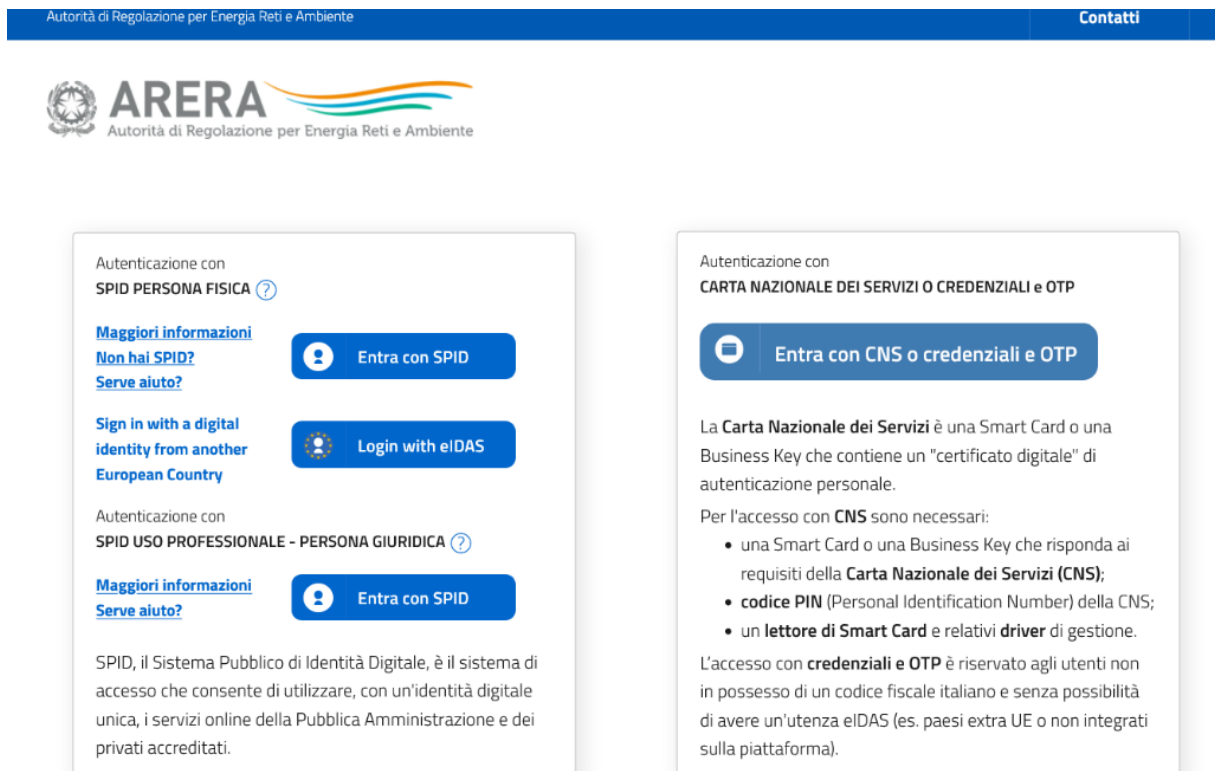 Autorità di Regolazione per Energia Reti e Ambiente
Contatti
ARERA
Autorità di Regolazione per Energia Reti e Ambiente
Autenticazione con
SPID PERSONA FISICA ?
Maggiori informazioni
Non hai SPID?
Serve aiuto?
Entra con SPID
Sign in with a digital
identity from another
European Country
Login with eIDAS
Autenticazione con
SPID USO PROFESSIONALE - PERSONA GIURIDICA ?
Maggiori informazioni
Serve aiuto?
Entra con SPID
SPID, il Sistema Pubblico di Identità Digitale, è il sistema di
accesso che consente di utilizzare, con un'identità digitale
unica, i servizi online della Pubblica Amministrazione e dei
privati accreditati.
Autenticazione con
CARTA NAZIONALE DEI SERVIZI O CREDENZIALI e OTP
Entra con CNS o credenziali e OTP
La Carta Nazionale dei Servizi è una Smart Card o una
Business Key che contiene un "certificato digitale" di
autenticazione personale.
Per l'accesso con CNS sono necessari:
• una Smart Card o una Business Key che risponda ai
requisiti della Carta Nazionale dei Servizi (CNS);
• codice PIN (Personal Identification Number) della CNS;
• un lettore di Smart Card e relativi driver di gestione.
L’accesso con credenziali e OTP è riservato agli utenti non
in possesso di un codice fiscale italiano e senza possibilità
di avere un'utenza eIDAS (es. paesi extra UE o non integrati
sulla piattaforma).